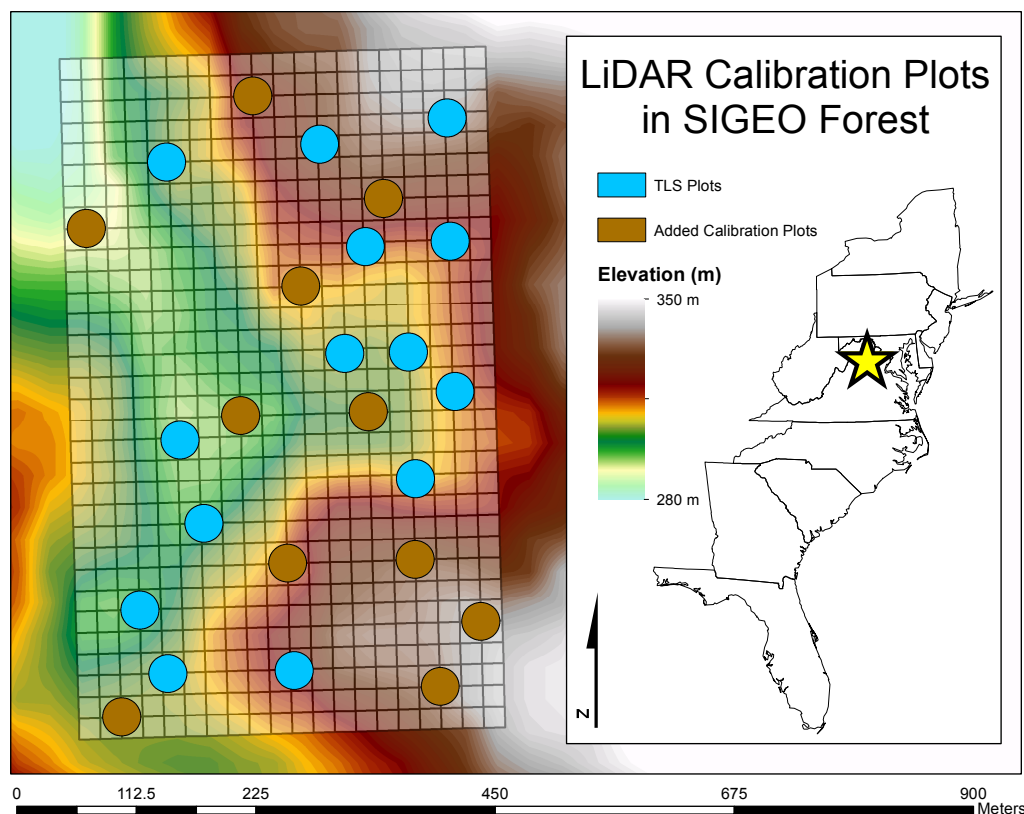 LiDAR Calibration Plots
in SIGEO Forest
TLS Plots
Added Calibration Plots
Elevation (m)
350 m
280 m
N
0 112.5 225 450 675 900
Meters